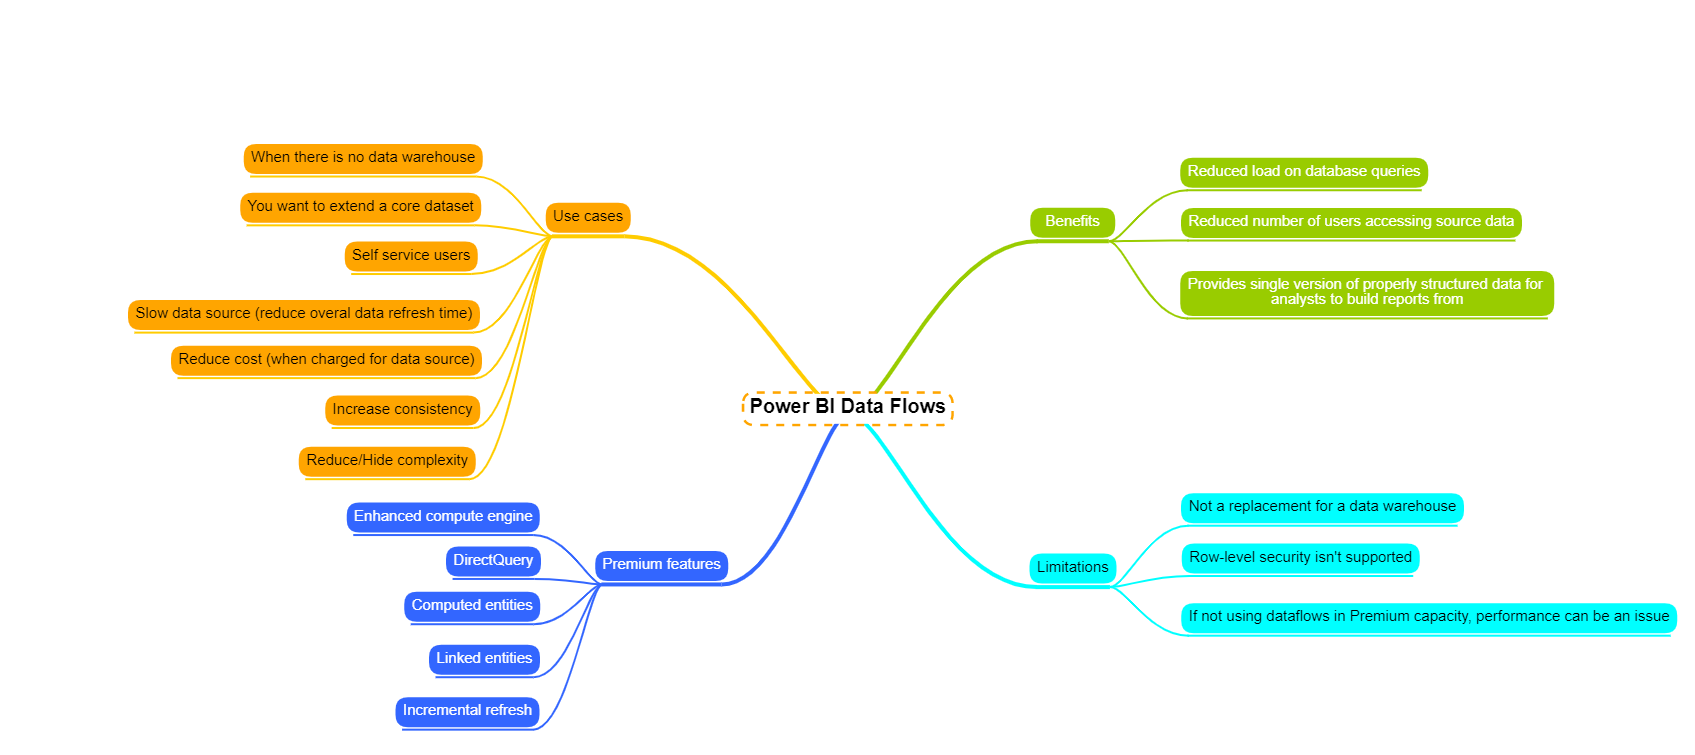 Power BI Data Flows
Use cases
When there is no data warehouse
You want to extend a core dataset
Self service users
Slow data source (reduce overal data refresh time)
Reduce cost (when charged for data source)
Increase consistency
Reduce/Hide complexity
Premium features
Enhanced compute engine
DirectQuery
Computed entities
Linked entities
Incremental refresh
Benefits
Reduced load on database queries
Reduced number of users accessing source data
Provides single version of properly structured data for
analysts to build reports from
Limitations
Not a replacement for a data warehouse
Row-level security isn't supported
If not using dataflows in Premium capacity, performance can be an issue